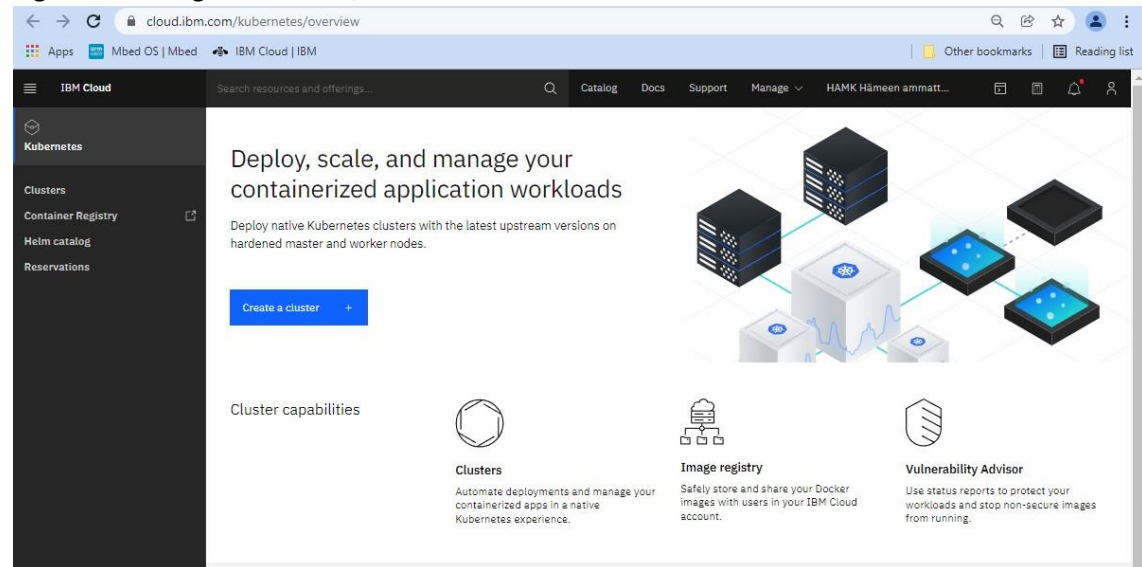 cloud.ibm.com/kubernetes/overview
Apps Mbed OS | Mbed IBM Cloud | IBM Other bookmarks Reading list
IBM Cloud Search resources and offerings... Catalog Docs Support Manage HAMK Hämeen ammatt...
Kubernetes
Clusters
Container Registry
Helm catalog
Reservations
Deploy, scale, and manage your
containerized application workloads
Deploy native Kubernetes clusters with the latest upstream versions on
hardened master and worker nodes.
Create a cluster +
Cluster capabilities
Clusters
Automate deployments and manage your
containerized apps in a native
Kubernetes experience.
Image registry
Safely store and share your Docker
images with users in your IBM Cloud
account.
Vulnerability Advisor
Use status reports to protect your
workloads and stop non-secure images
from running.